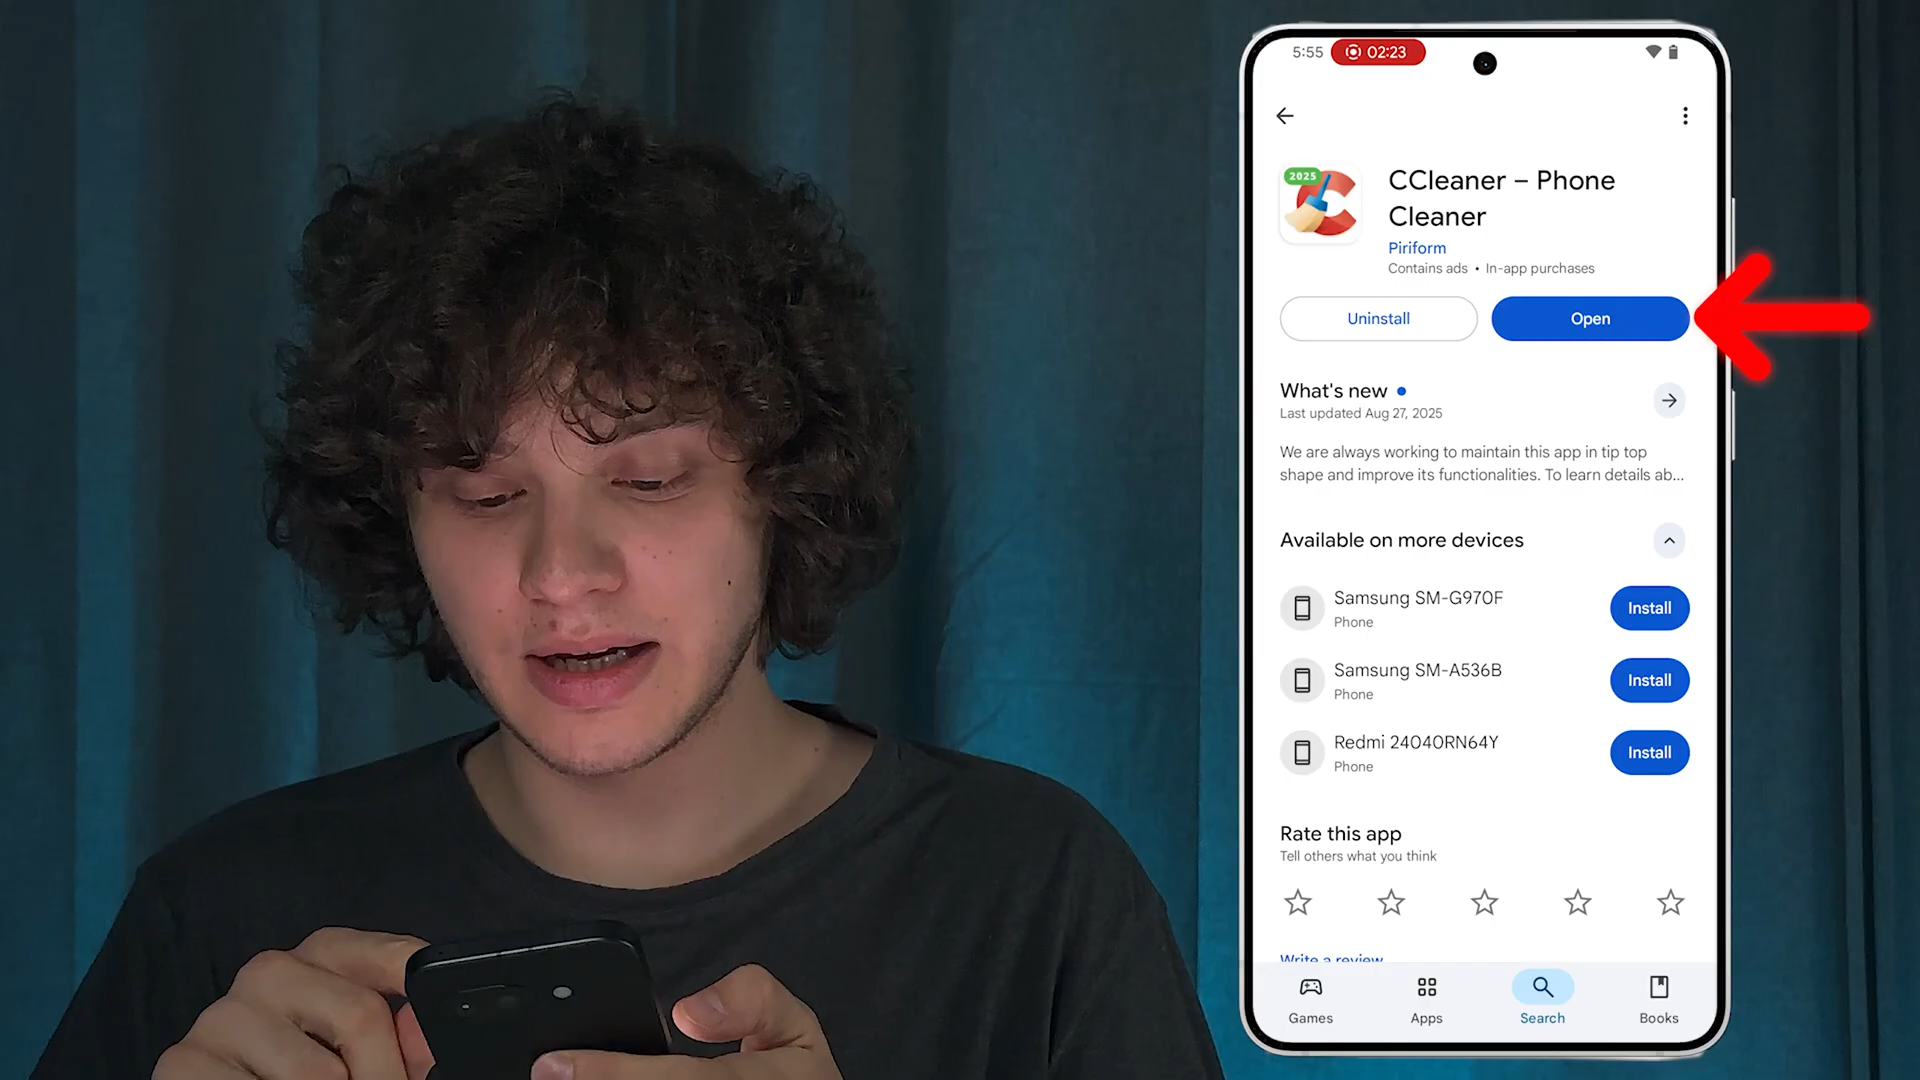 5:55 02:23
2025
CCleaner – Phone
Cleaner
Piriform
Contains ads • In-app purchases
Uninstall Open
What's new
Last updated Aug 27, 2025
We are always working to maintain this app in tip top
shape and improve its functionalities. To learn details ab...
Available on more devices
Samsung SM-G970F
Phone
Install
Samsung SM-A536B
Phone
Install
Redmi 24040RN64Y
Phone
Install
Rate this app
Tell others what you think
Write a review
Games Apps Search Books